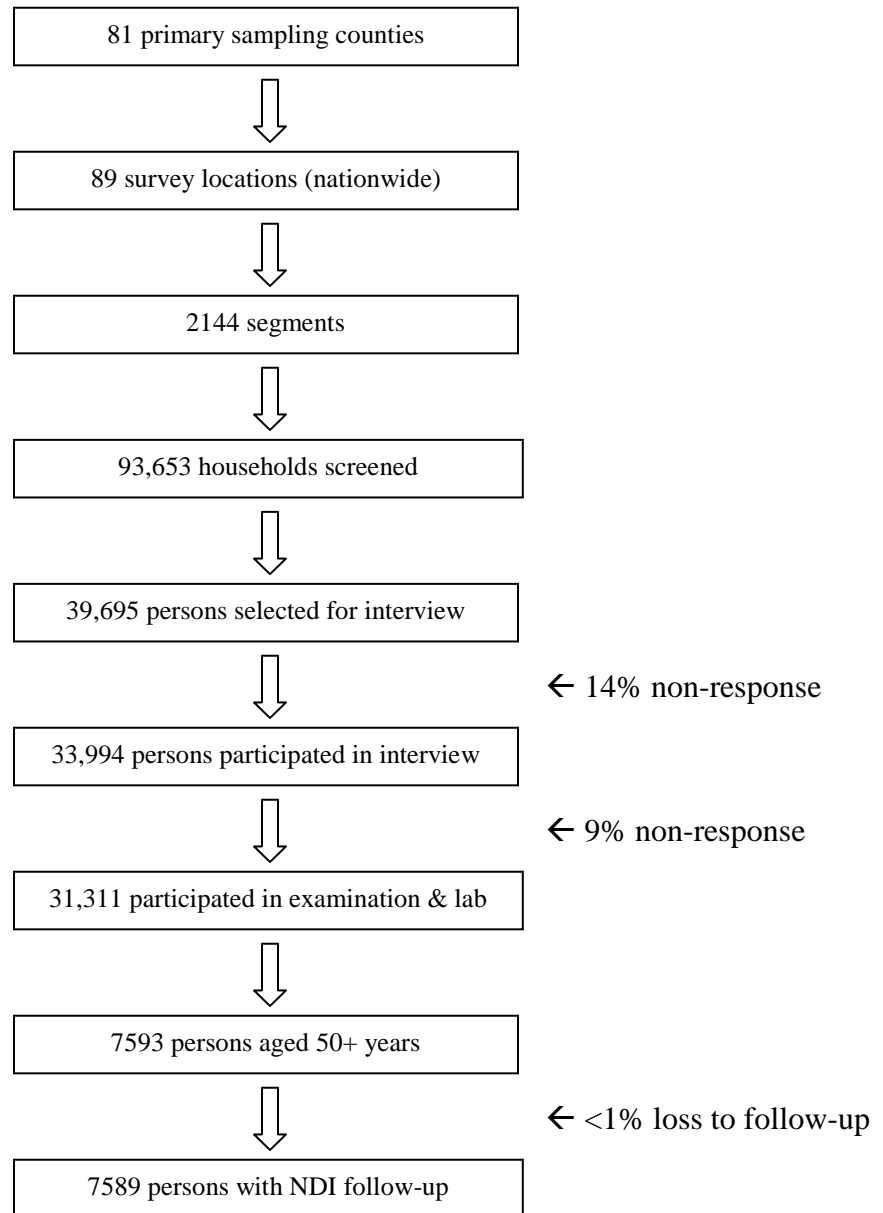 81 primary sampling counties
89 survey locations (nationwide)
2144 segments
93,653 households screened
39,695 persons selected for interview
← 14% non-response
33,994 persons participated in interview
← 9% non-response
31,311 participated in examination & lab
7593 persons aged 50+ years
← <1% loss to follow-up
7589 persons with NDI follow-up